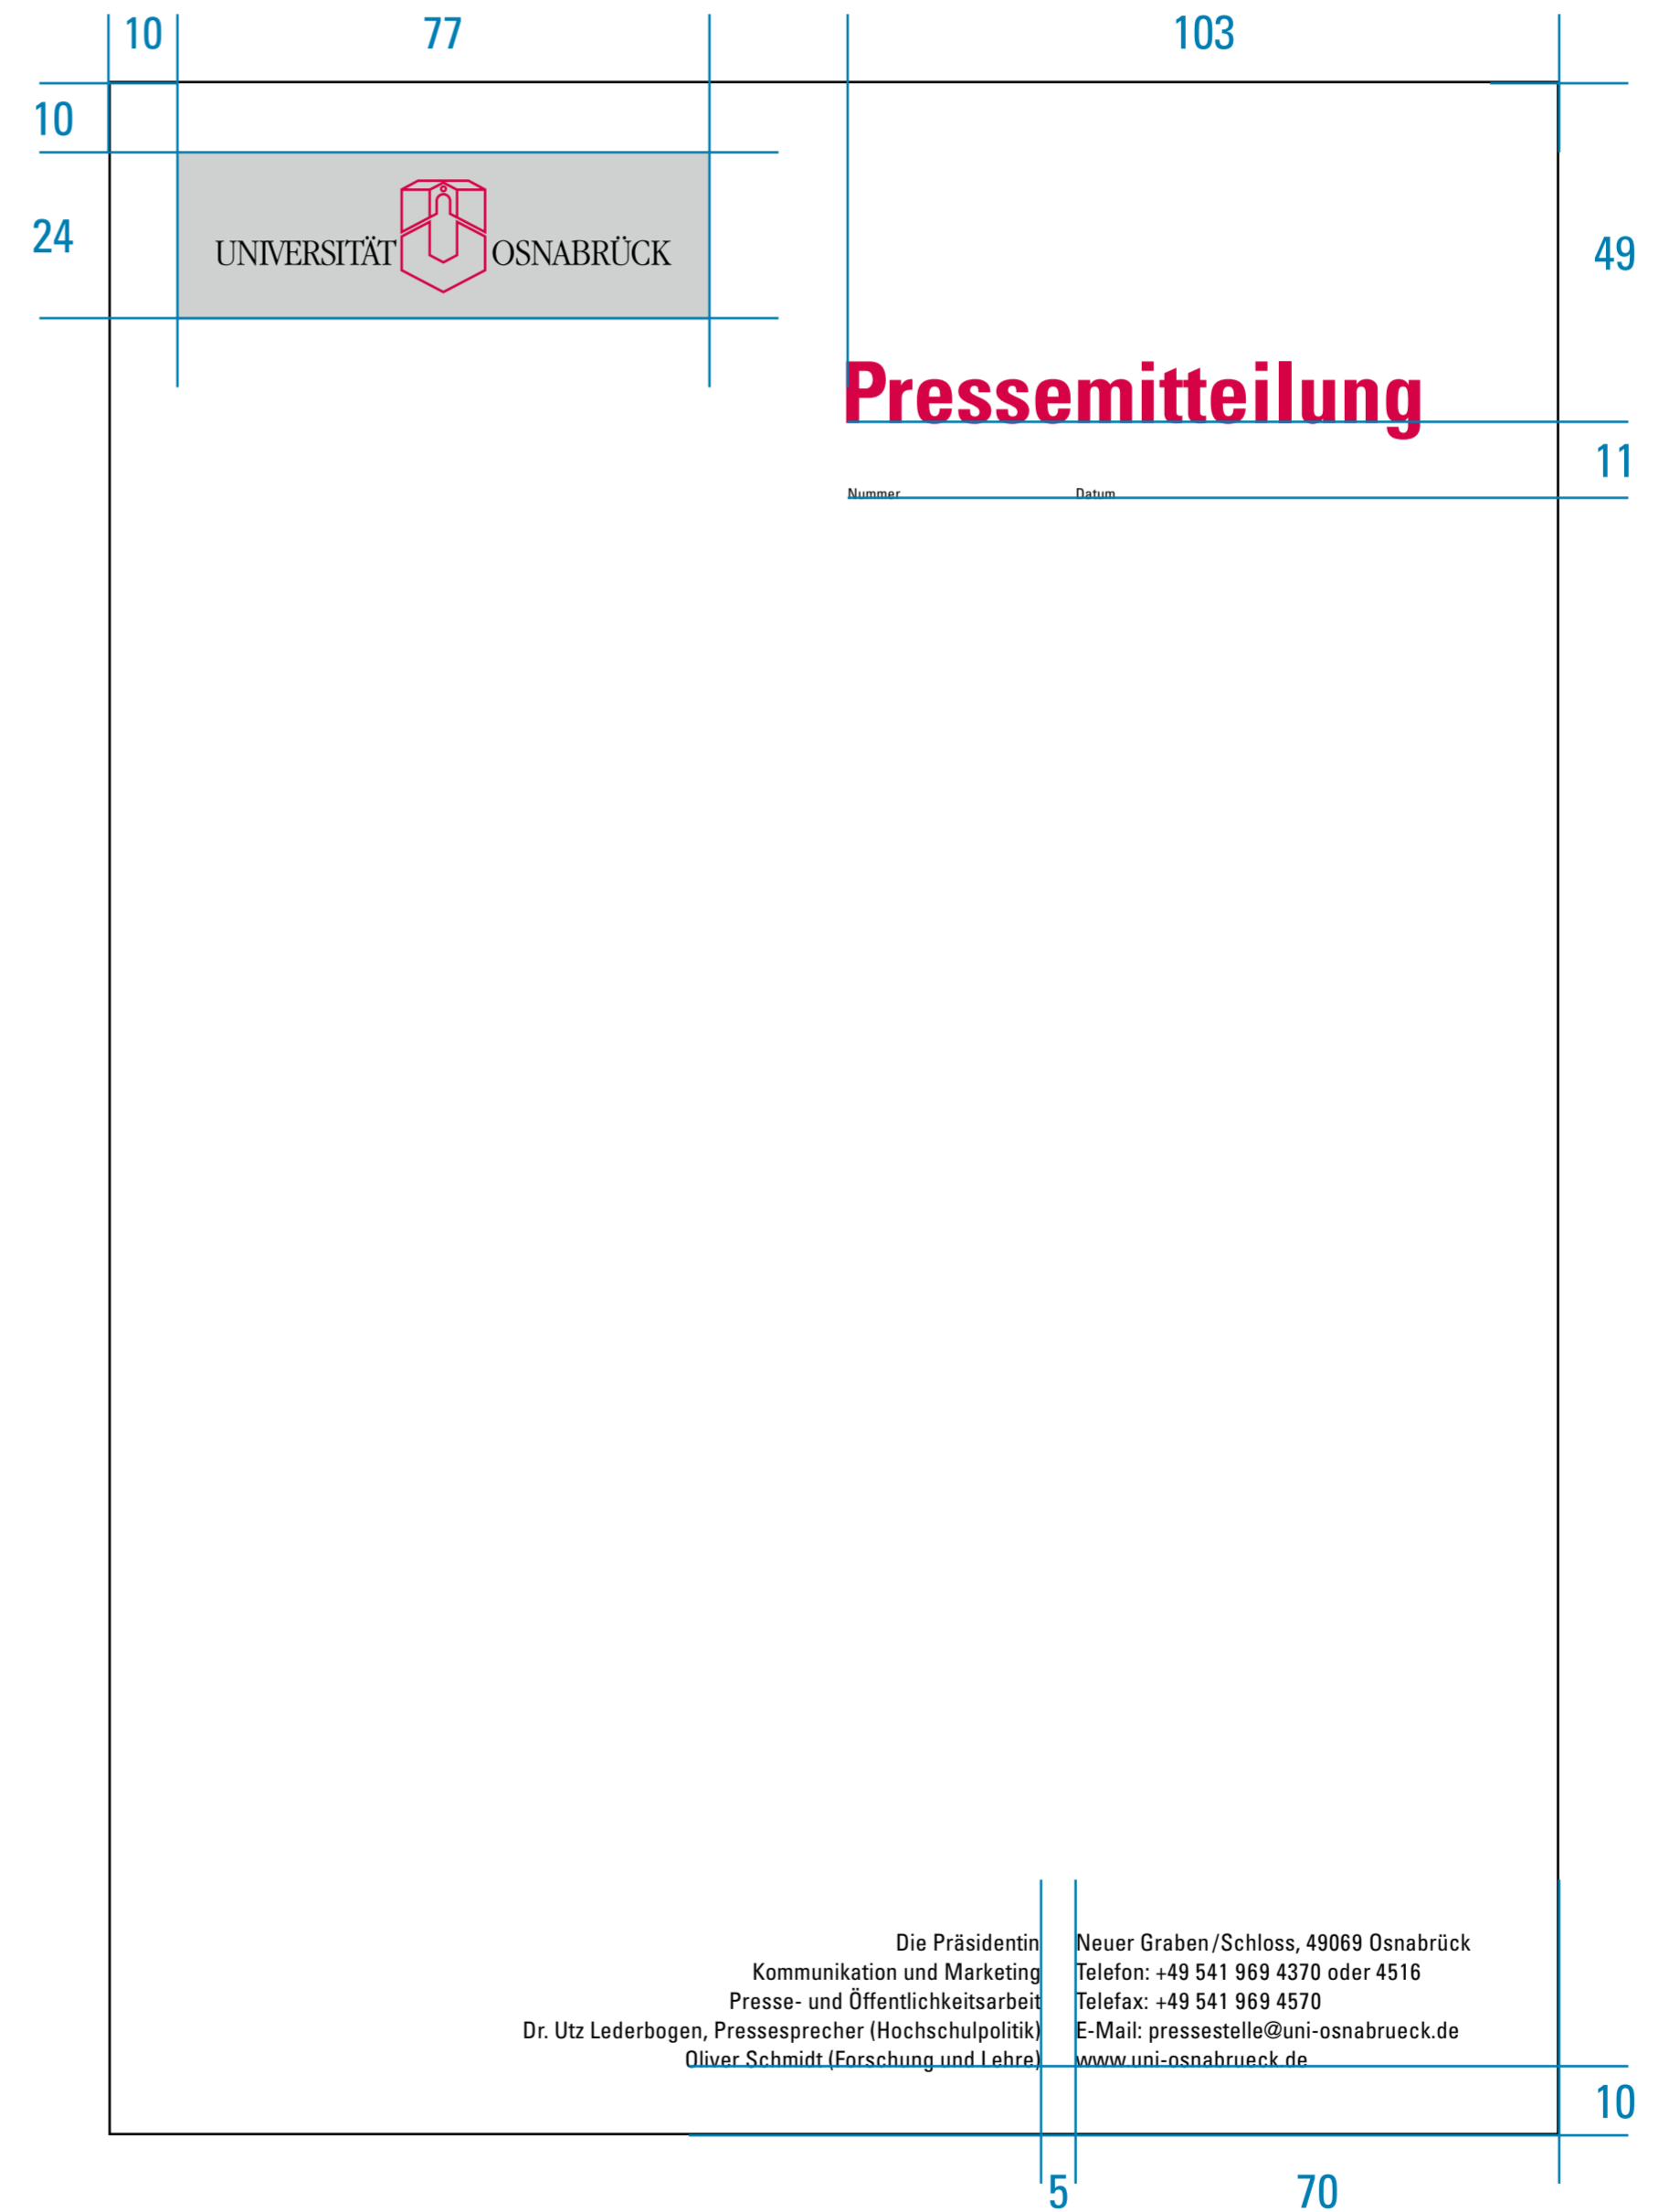 10 77 103
10
24
49
UNIVERSITÄT OSNABRÜCK
Pressemitteilung
11
Nummer Datum
Die Präsidentin Neuer Graben/Schloss, 49069 Osnabrück
Kommunikation und Marketing Telefon: +49 541 969 4370 oder 4516
Presse- und Öffentlichkeitsarbeit Telefax: +49 541 969 4570
Dr. Utz Lederbogen, Pressesprecher (Hochschulpolitik) E-Mail: pressestelle@uni-osnabrueck.de
Oliver Schmidt (Forschung und Lehre) www.uni-osnabrueck.de
10
5 70